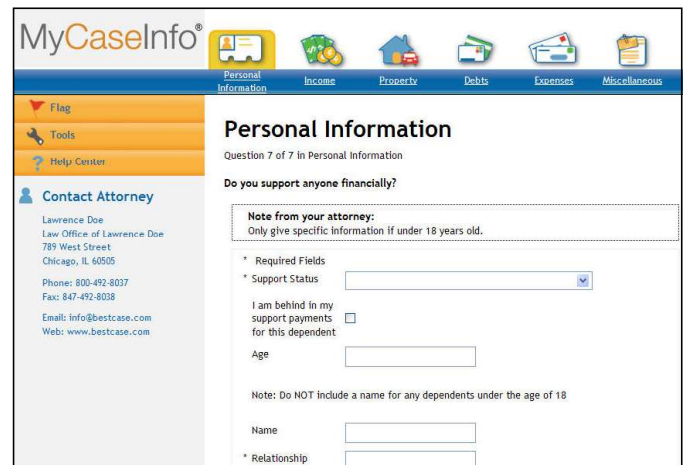 MyCaseInfo®
Personal Information
Income
Property
Debts
Expenses
Miscellaneous
Flag
Tools
Help Center
Contact Attorney
Lawrence Doe
Law Office of Lawrence Doe
789 West Street
Chicago, IL 60505
Phone: 800-492-8037
Fax: 847-492-8038
Email: info@bestcase.com
Web: www.bestcase.com
Personal Information
Question 7 of 7 in Personal Information
Do you support anyone financially?
Note from your attorney:
Only give specific information if under 18 years old.
* Required Fields
* Support Status
I am behind in my
support payments
for this dependent
Age
Note: Do NOT include a name for any dependents under the age of 18
Name
* Relationship